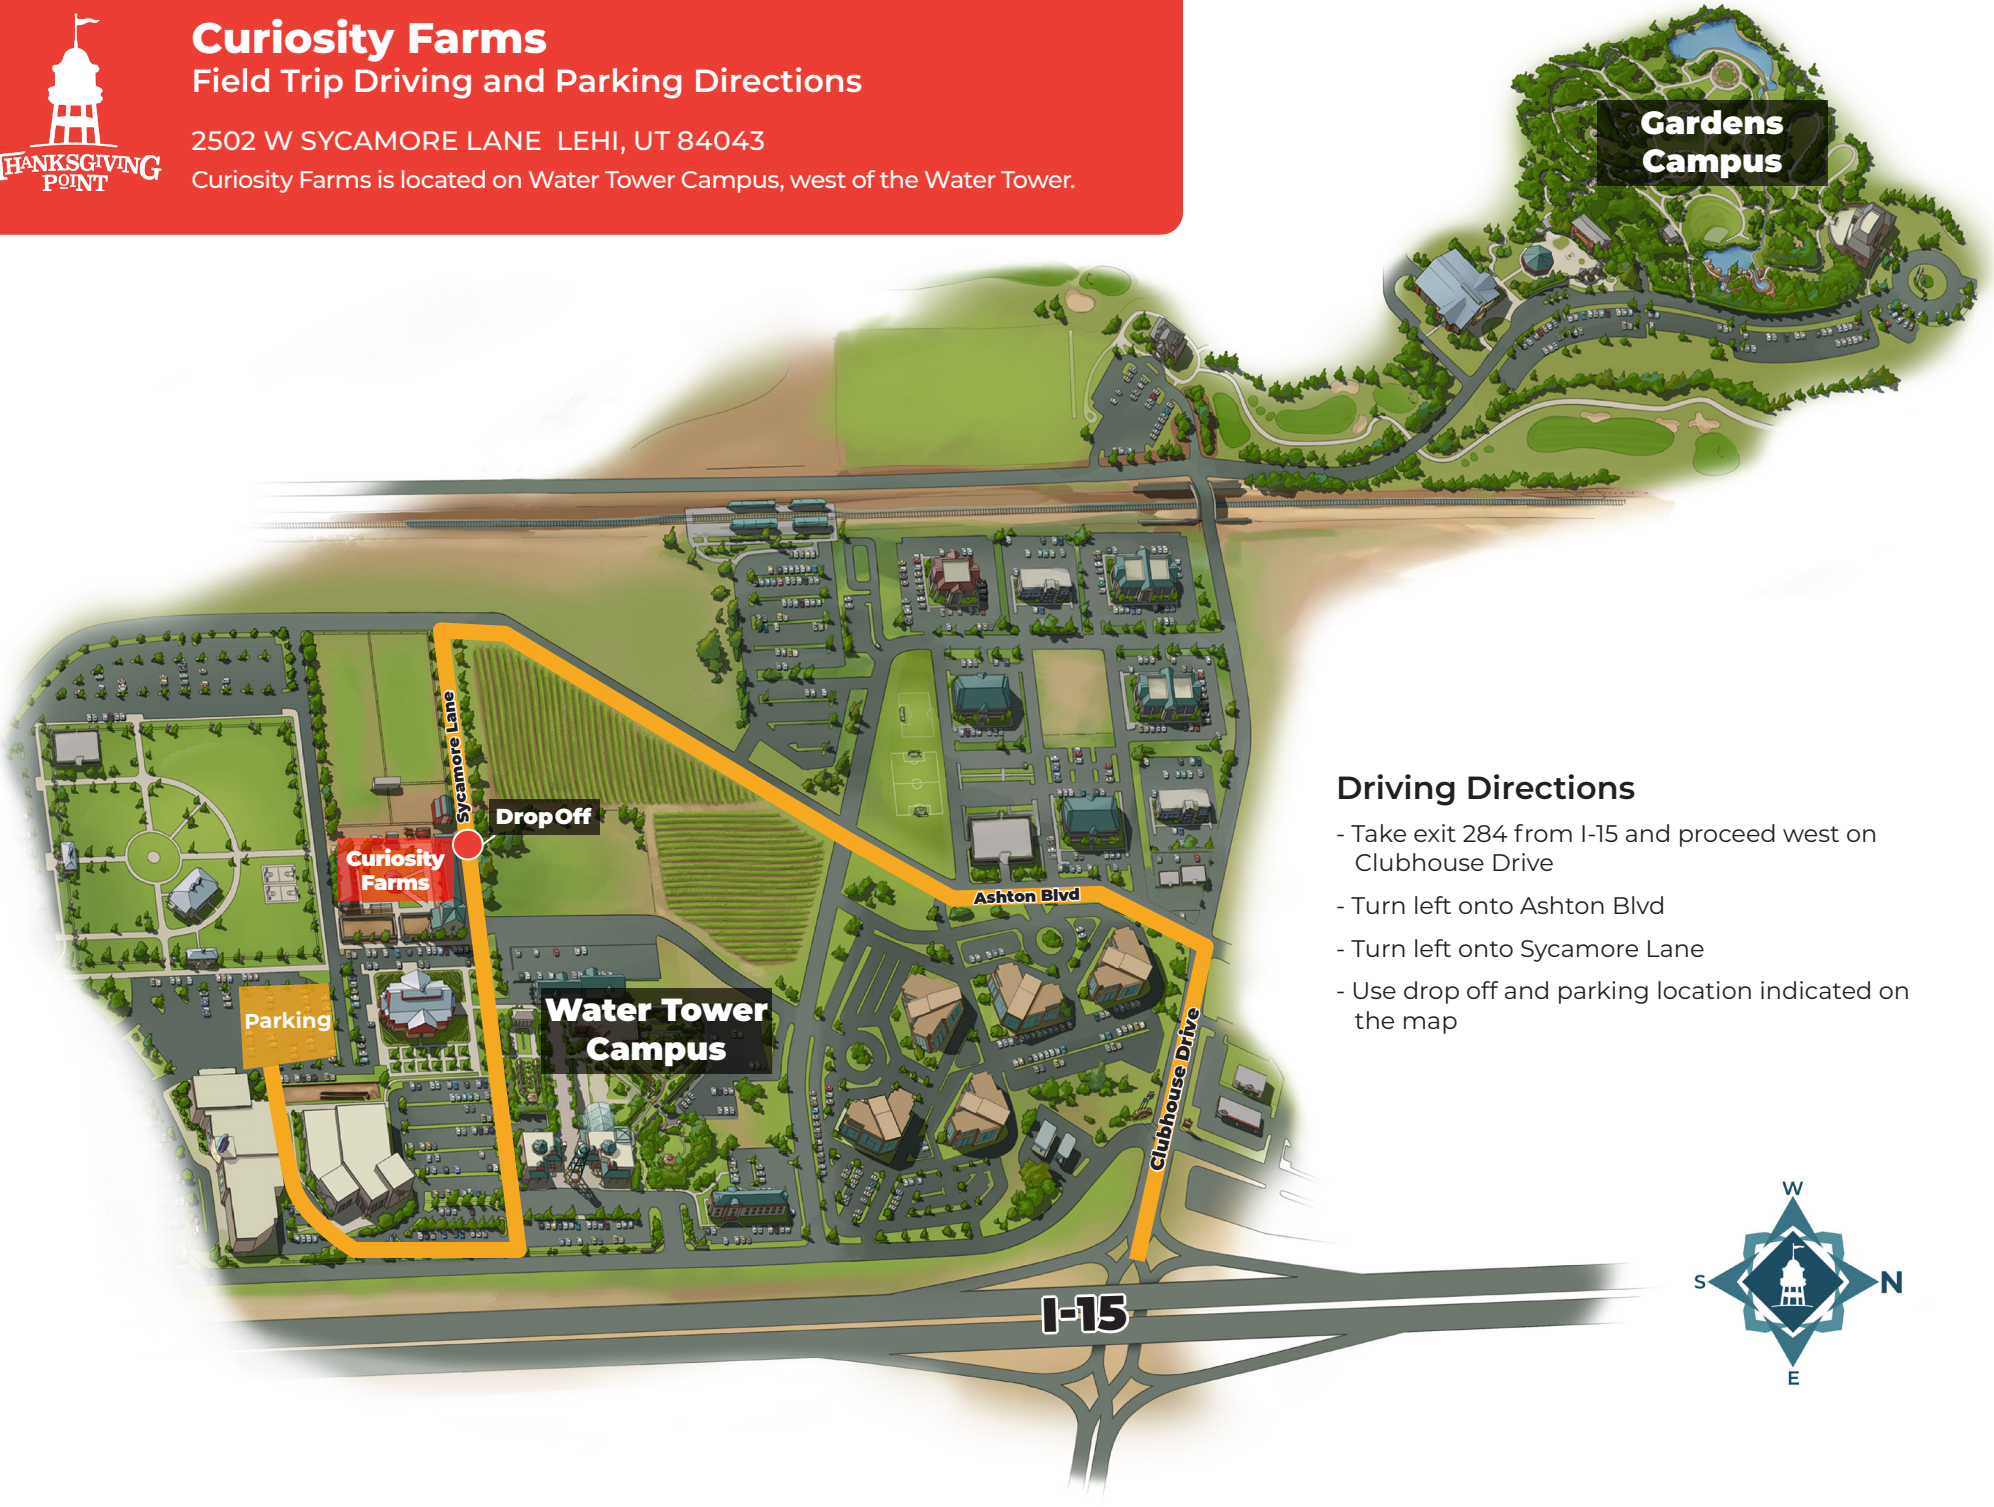 Curiosity Farms
Field Trip Driving and Parking Directions
2502 W SYCAMORE LANE LEHI, UT 84043
Curiosity Farms is located on Water Tower Campus, west of the Water Tower.
THANKSGIVING
POINT
Gardens
Campus
Sycamore Lane
Drop Off
Curiosity
Farms
Ashton Blvd
Parking
Water Tower
Campus
Clubhouse Drive
I-15
Driving Directions
- Take exit 284 from I-15 and proceed west on
Clubhouse Drive
- Turn left onto Ashton Blvd
- Turn left onto Sycamore Lane
- Use drop off and parking location indicated on
the map
W
S
N
E